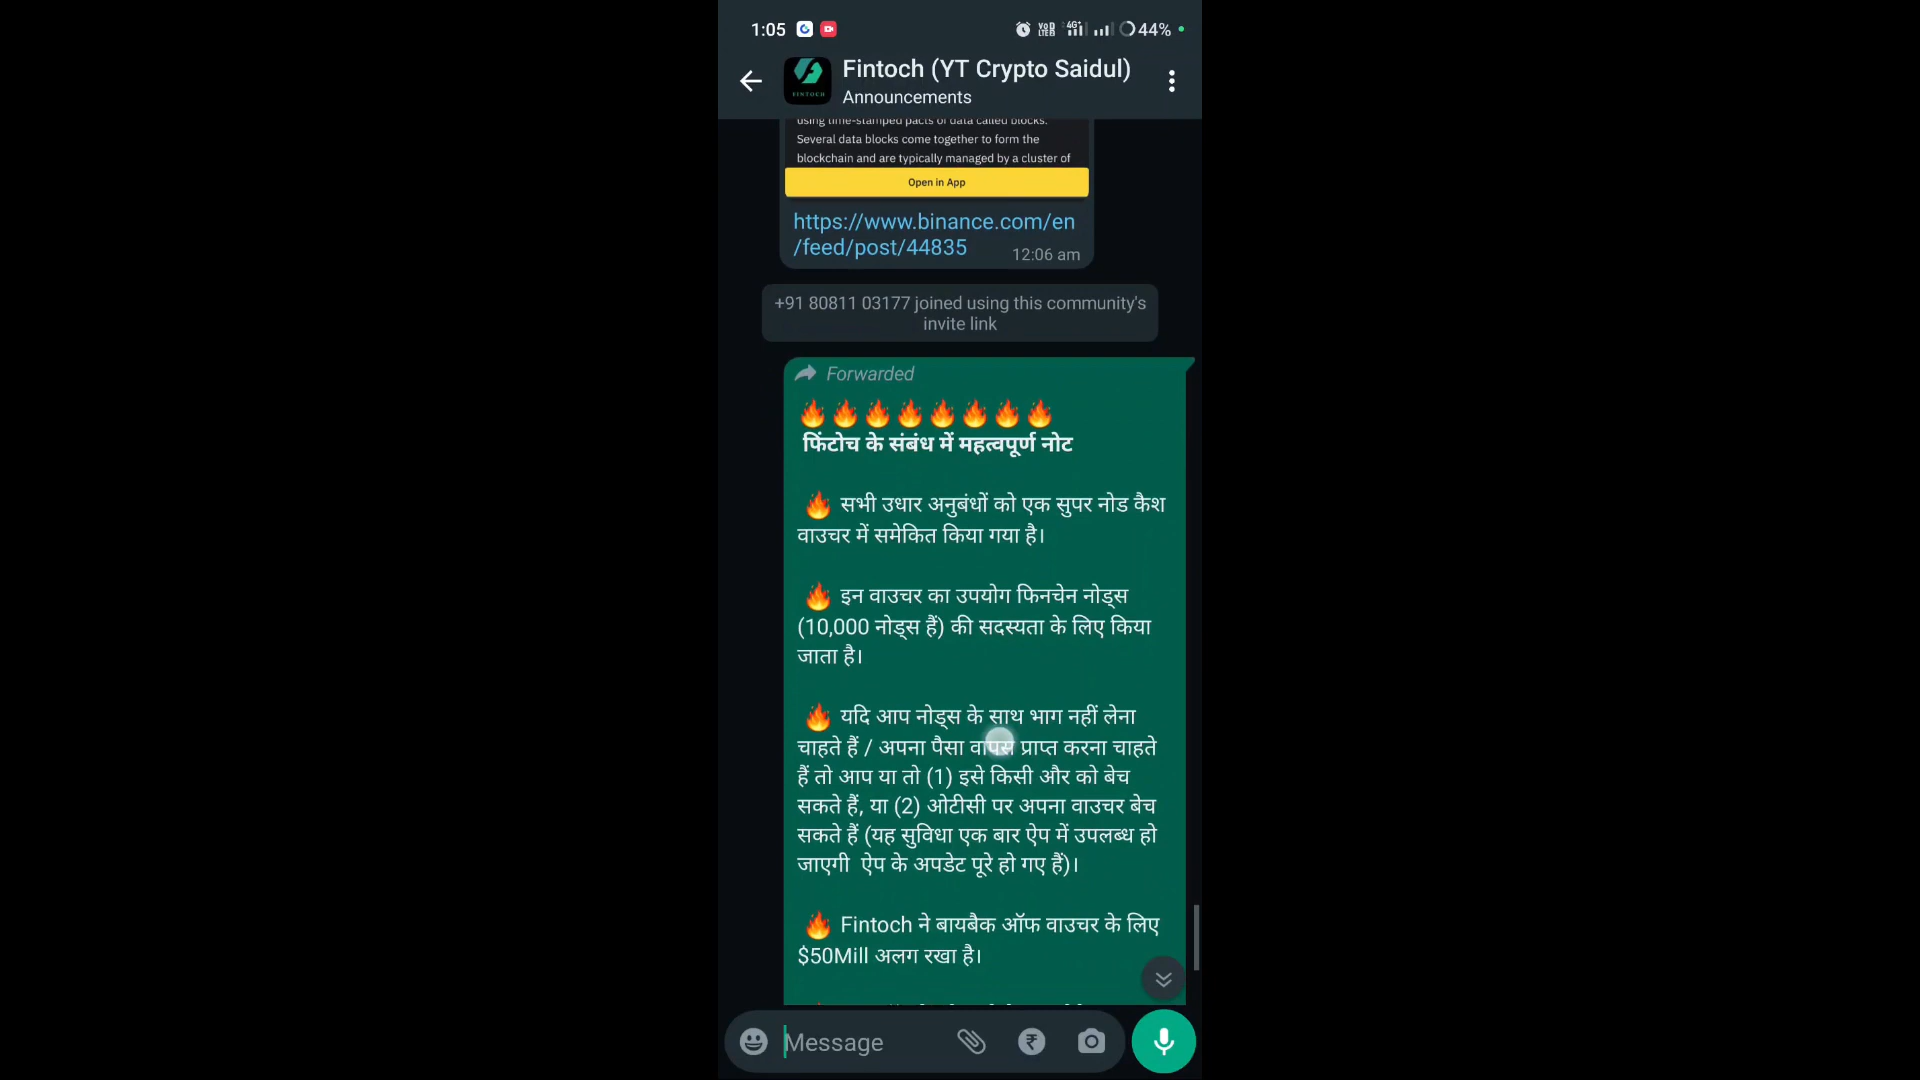 1:05
VoD LTED 4G+ 44%
Fintoch (YT Crypto Saidul)
FINTOCH
Announcements
using time-stamped pacts of data called blocks.
Several data blocks come together to form the
blockchain and are typically managed by a cluster of
Open in App
https://www.binance.com/en
/feed/post/44835
12:06 am
+91 80811 03177 joined using this community's
invite link
Forwarded
🔥🔥🔥🔥🔥🔥🔥🔥
फिंटोच के संबंध में महत्वपूर्ण नोट
🔥 सभी उधार अनुबंधों को एक सुपर नोड कैश
वाउचर में समेकित किया गया है।
🔥 इन वाउचर का उपयोग फिनचेन नोड्स
(10,000 नोड्स हैं) की सदस्यता के लिए किया
जाता है।
🔥 यदि आप नोड्स के साथ भाग नहीं लेना
चाहते हैं / अपना पैसा वापस प्राप्त करना चाहते
हैं तो आप या तो (1) इसे किसी और को बेच
सकते हैं, या (2) ओटीसी पर अपना वाउचर बेच
सकते हैं (यह सुविधा एक बार ऐप में उपलब्ध हो
जाएगी ऐप के अपडेट पूरे हो गए हैं)।
🔥 Fintoch ने बायबैक ऑफ वाउचर के लिए
$50Mill अलग रखा है।
Message
₹